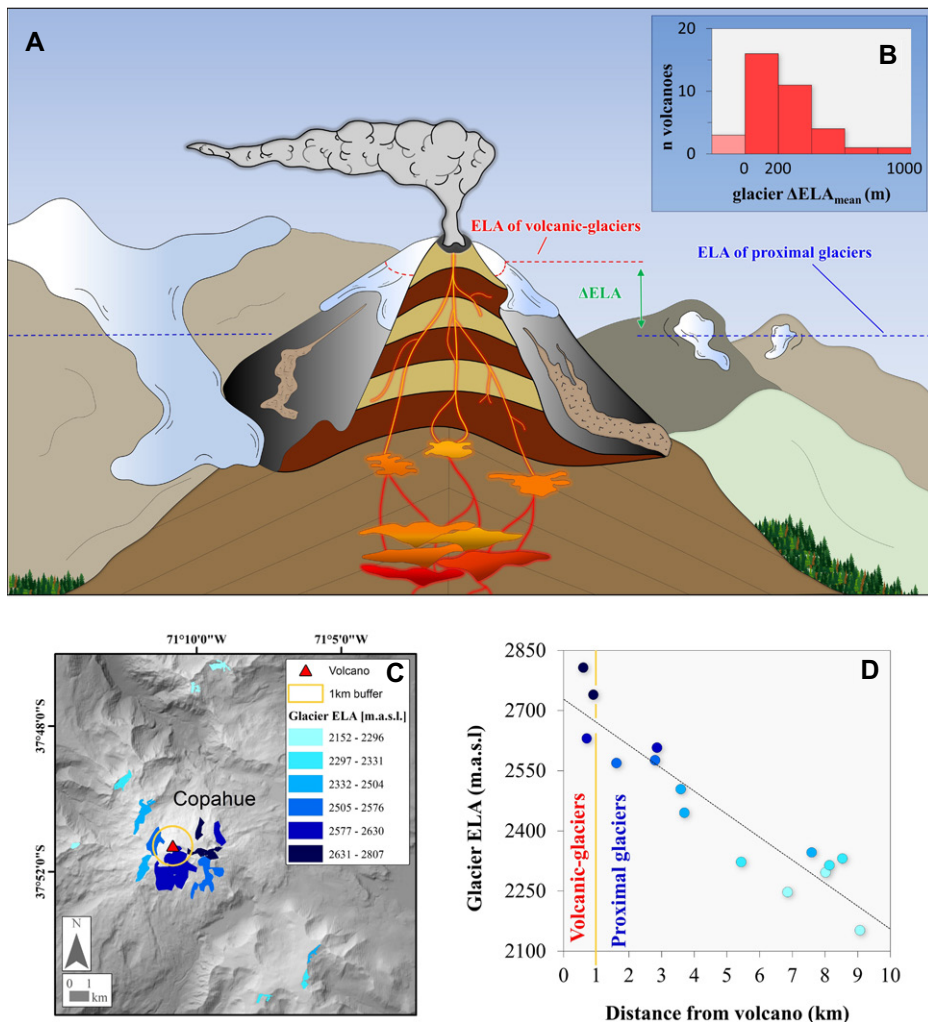 A
B
20
10
0
n volcanoes
0 200 1000
glacier ΔELAmean (m)
ELA of volcanic-glaciers
ELA of proximal glaciers
ΔELA
71°10'0"W 71°5'0"W
C
Volcano
1km buffer
Glacier ELA [m.a.s.l.]
2152 - 2296
2297 - 2331
2332 - 2504
2505 - 2576
2577 - 2630
2631 - 2807
37°48'0"S
Copahue
37°52'0"S
N
0 1
km
D
2850
2700
2550
2400
2250
2100
Glacier ELA (m.a.s.l)
Volcanic-glaciers
Proximal glaciers
0 1 2 3 4 5 6 7 8 9 10
Distance from volcano (km)